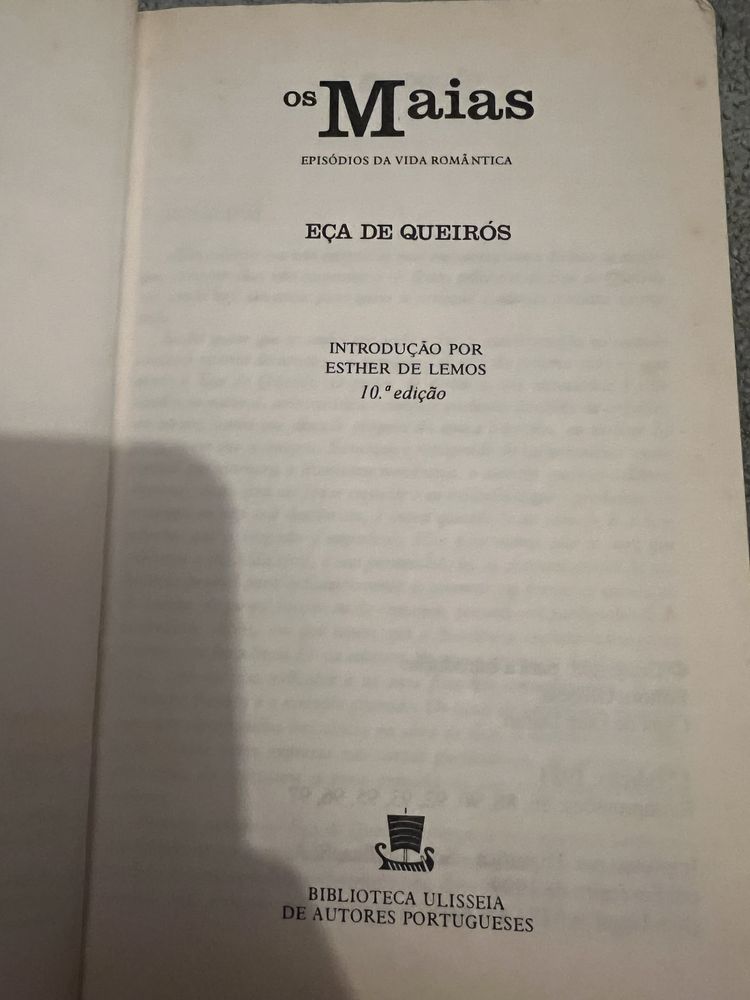 os Maias
EPISÓDIOS DA VIDA ROMÂNTICA
EÇA DE QUEIRÓS
INTRODUÇÃO POR
ESTHER DE LEMOS
10.ª edição
BIBLIOTECA ULISSEIA
DE AUTORES PORTUGUESES